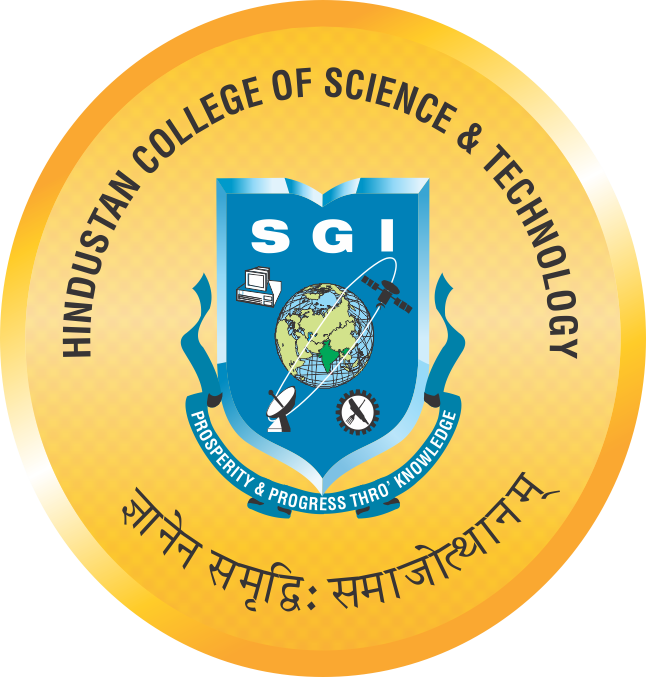 HINDUSTAN COLLEGE OF SCIENCE & TECHNOLOGY
SGI
PROSPERITY & PROGRESS THRO' KNOWLEDGE
ज्ञानेन समृद्धि: समाजोत्थानम्